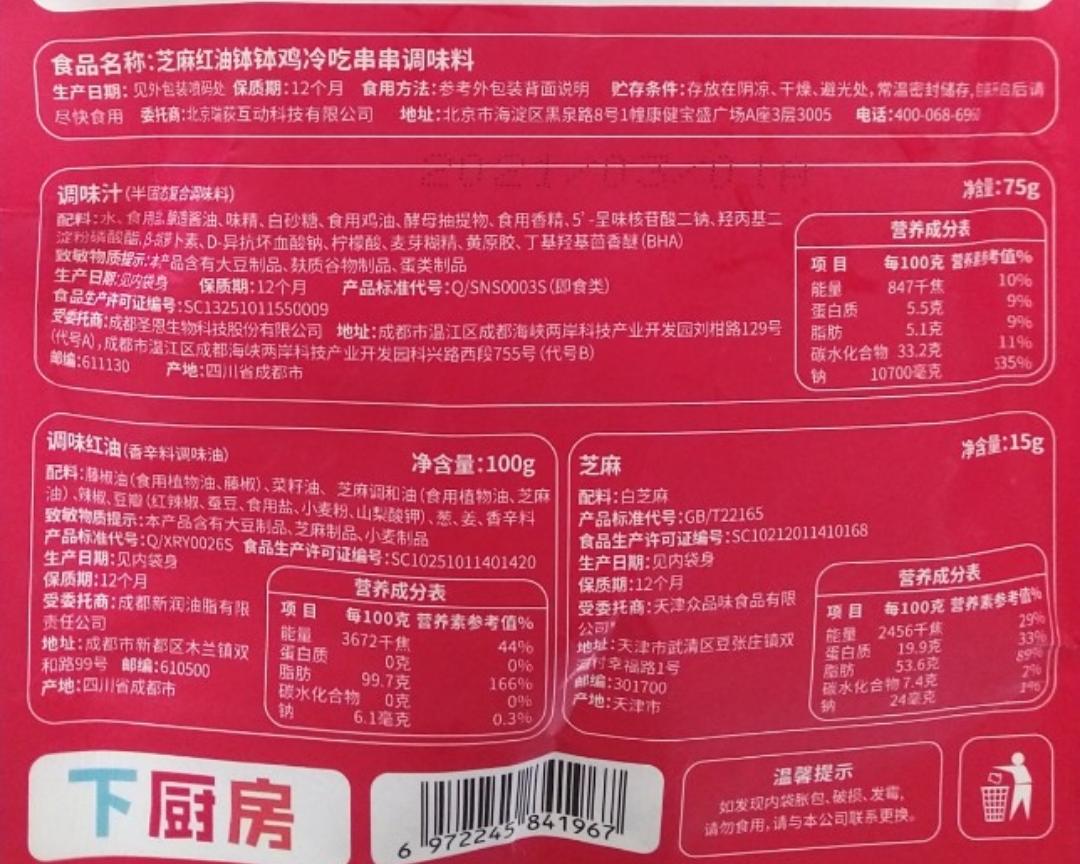 食品名称:芝麻红油钵钵鸡冷吃串串调味料
生产日期: 见外包装喷码处 保质期:12个月 食用方法:参考外包装背面说明 贮存条件:存放在阴凉、干燥、避光处,常温密封储存,后请
尽快食用 委托商:北京瑞荻互动科技有限公司 地址:北京市海淀区黑泉路8号1幢康健宝盛广场A座3层3005 电话:400-068-69
2021/03/01A
调味汁(半固态复合调味料) 净含量:75g
配料:水、食用盐、酿造酱油、味精、白砂糖、食用鸡油、酵母抽提物、食用香精、5'-呈味核苷酸二钠、羟丙基二
淀粉磷酸酯、β-胡萝卜素、D-异抗坏血酸钠、柠檬酸、麦芽糊精、黄原胶、丁基羟基茴香醚(BHA)
致敏物质提示:本产品含有大豆制品、麸质谷物制品、蛋类制品
生产日期:见内袋身 保质期:12个月 产品标准代号:Q/SNS0003S(即食类)
食品生产许可证编号:SC13251011550009
受委托商:成都圣恩生物科技股份有限公司 地址:成都市温江区成都海峡两岸科技产业开发园刘柑路129号
(代号A),成都市温江区成都海峡两岸科技产业开发园科兴路西段755号(代号B)
邮编:611130 产地:四川省成都市
营养成分表
项目 每100克 营养素参考值%
能量 847千焦 10%
蛋白质 5.5克 9%
脂肪 5.1克 9%
碳水化合物 33.2克 11%
钠 10700毫克 535%
调味红油(香辛料调味油) 净含量:100g
配料:藤椒油(食用植物油、藤椒)、菜籽油、芝麻调和油(食用植物油、芝麻
油)、辣椒、豆瓣(红辣椒、蚕豆、食用盐、小麦粉、山梨酸钾)、葱、姜、香辛料
致敏物质提示:本产品含有大豆制品、芝麻制品、小麦制品
产品标准代号:Q/XRY0026S 食品生产许可证编号:SC10251011401420
生产日期:见内袋身
保质期:12个月
受委托商:成都新润油脂有限
责任公司
地址:成都市新都区木兰镇双
和路99号 邮编:610500
产地:四川省成都市
营养成分表
项目 每100克 营养素参考值%
能量 3672千焦 44%
蛋白质 0克 0%
脂肪 99.7克 166%
碳水化合物 0克 0%
钠 6.1毫克 0.3%
芝麻 净含量:15g
配料:白芝麻
产品标准代号:GB/T22165
食品生产许可证编号:SC10212011410168
生产日期:见内袋身
保质期:12个月
受委托商:天津众品味食品有限
公司
地址:天津市武清区豆张庄镇双
河村幸福路1号
邮编:301700
产地:天津市
营养成分表
项目 每100克 营养素参考值%
能量 2456千焦 29%
蛋白质 19.9克 33%
脂肪 53.6克 89%
碳水化合物 7.4克 2%
钠 24毫克 1%
下厨房
6 972245 841967
温馨提示
如发现内袋胀包、破损、发霉,
请勿食用,请与本公司联系更换。